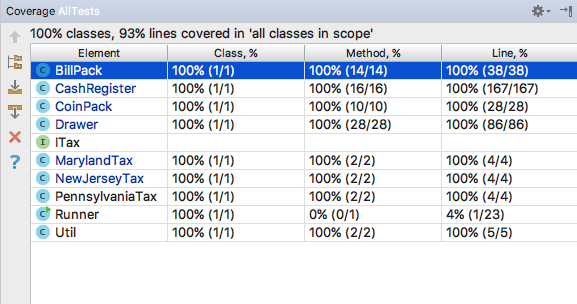 Coverage AllTests
100% classes, 93% lines covered in 'all classes in scope'
Element Class, % Method, % Line, %
C BillPack 100% (1/1) 100% (14/14) 100% (38/38)
C CashRegister 100% (1/1) 100% (16/16) 100% (167/167)
C CoinPack 100% (1/1) 100% (10/10) 100% (28/28)
C Drawer 100% (1/1) 100% (28/28) 100% (86/86)
I ITax
C MarylandTax 100% (1/1) 100% (2/2) 100% (4/4)
C NewJerseyTax 100% (1/1) 100% (2/2) 100% (4/4)
C PennsylvaniaTax 100% (1/1) 100% (2/2) 100% (4/4)
C Runner 100% (1/1) 0% (0/1) 4% (1/23)
C Util 100% (1/1) 100% (2/2) 100% (5/5)
?